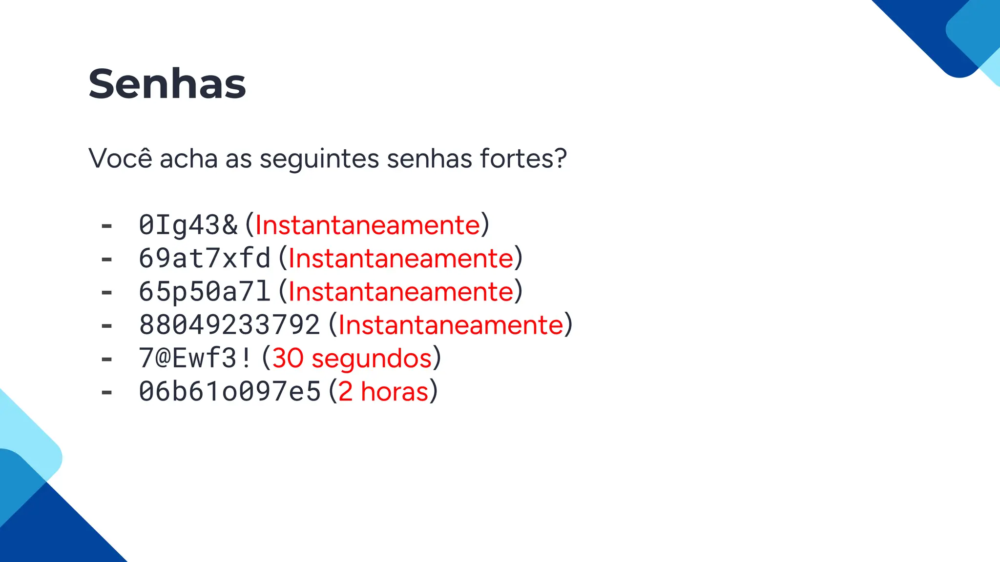 Senhas
Você acha as seguintes senhas fortes?
- 0Ig43& (Instantaneamente)
- 69at7xfd (Instantaneamente)
- 65p50a7l (Instantaneamente)
- 88049233792 (Instantaneamente)
- 7@Ewf3! (30 segundos)
- 06b61o097e5 (2 horas)